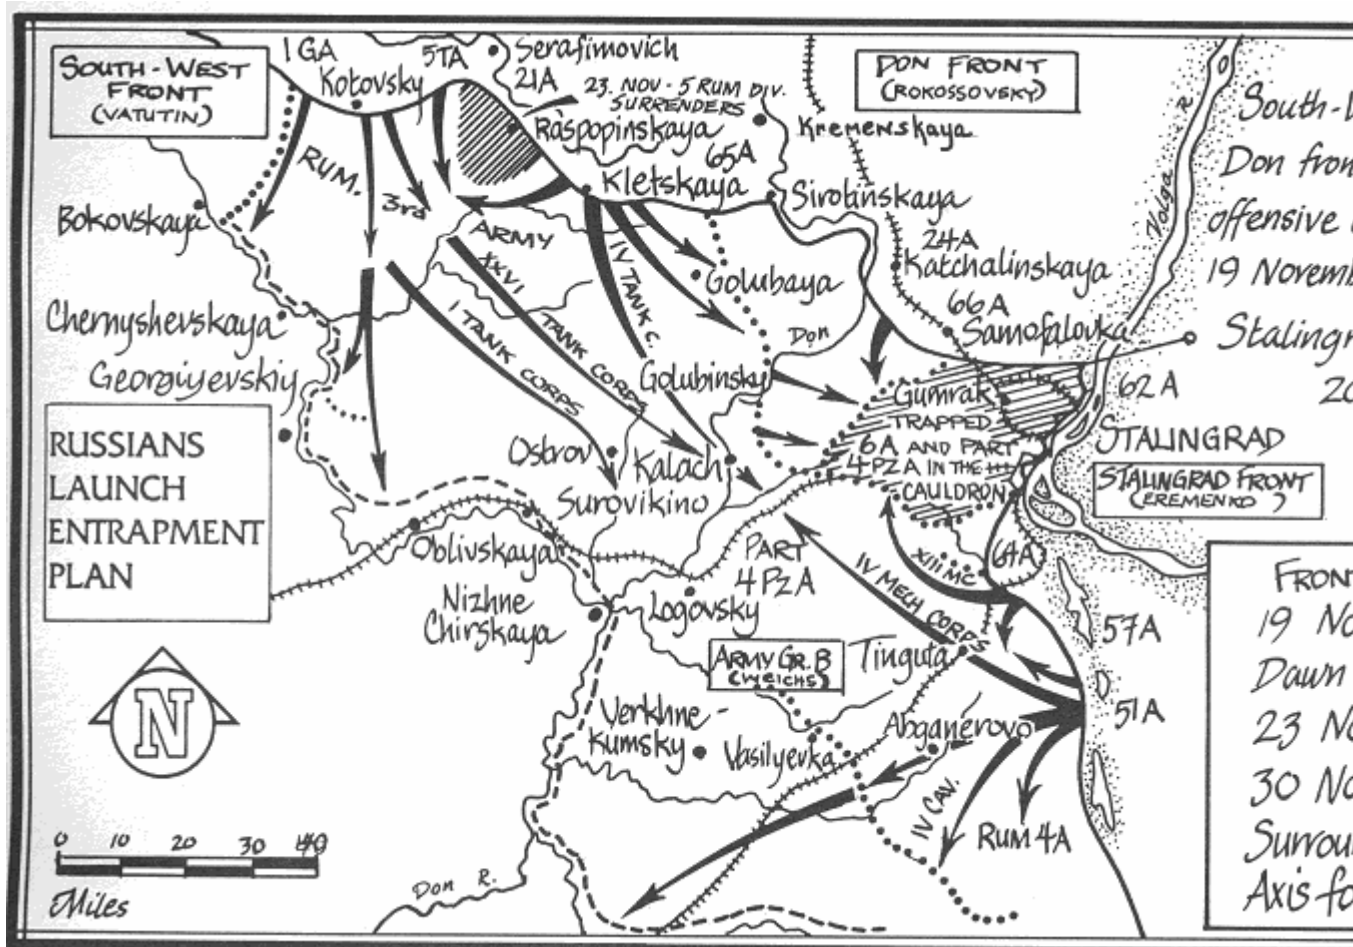 SOUTH-WEST
FRONT
(VATUTIN)
1 GA
Kotovsky
5TA
Serafimovich
21A
23. NOV - 5 RUM DIV.
SURRENDERS
Raspopinskaya
65A
Kletskaya
DON FRONT
(ROKOSSOVSKY)
Kremenskaya
Sirotinskaya
24A
Katchalinskaya
66A
Samofalovka
Volga R
South-W
Don fron
offensive
19 Novemb
Stalingr
20
62 A
RUM.
3rd
ARMY
Bokovskaya
Chernyshevskaya
Georgiyevskiy
XXVI
TANK CORPS
I TANK CORPS
IV TANK C.
Golubaya
Don
Golubinsky
Gumrak
TRAPPED
6A AND PART
4 PZ A IN THE
CAULDRON
STALINGRAD
STALINGRAD FRONT
(EREMENKO)
RUSSIANS
LAUNCH
ENTRAPMENT
PLAN
Ostrov
Kalach
Surovikino
Oblivskaya
Nizhne
Chirskaya
Logovsky
PART
4 PZ A
XIII MC
64A
IV MECH CORPS
57A
51A
ARMY GR. B
(WEICHS)
Tinguta
Verkhne-
Kumsky
Vasilyevka
Abganerovo
IV CAV.
RUM 4A
FRONT
19 No
Dawn
23 No
30 No
Surrou
Axis fo
N
0 10 20 30 40
Miles
Don R.